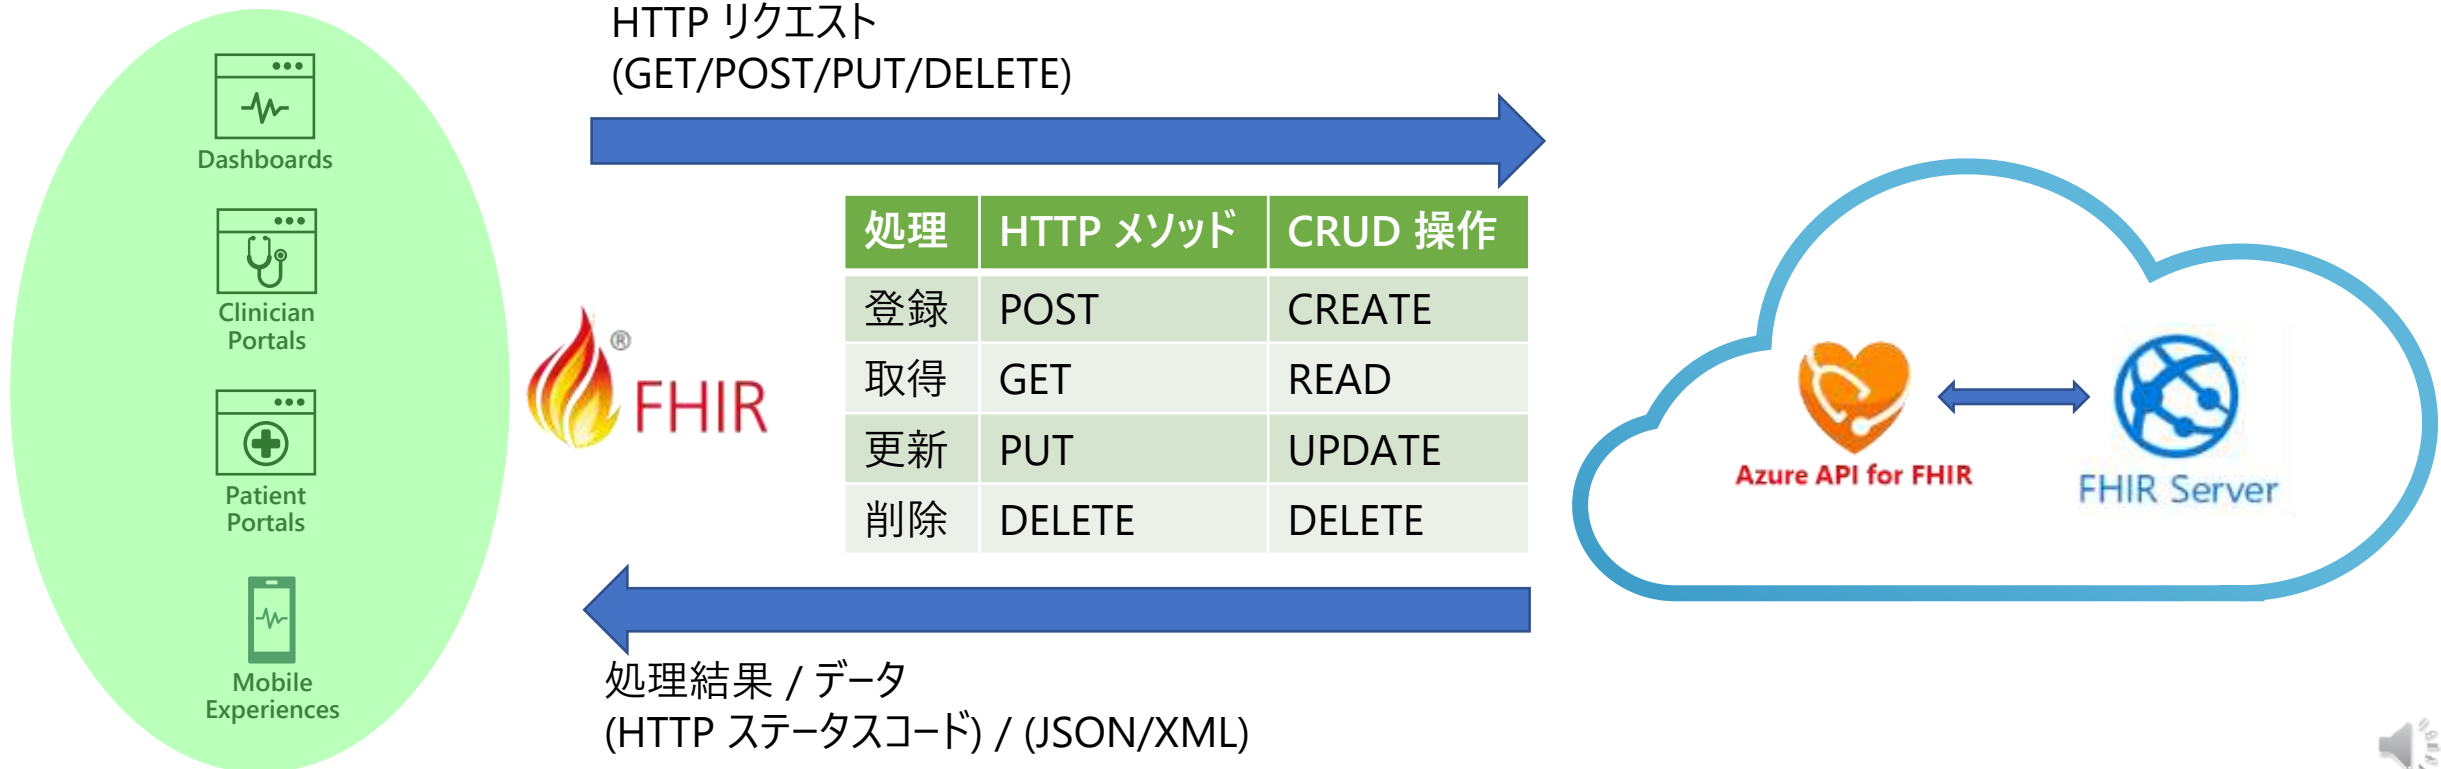 HTTP リクエスト
(GET/POST/PUT/DELETE)
Dashboards
Clinician
Portals
Patient
Portals
Mobile
Experiences
® FHIR
処理 HTTP メソッド CRUD 操作
登録 POST CREATE
取得 GET READ
更新 PUT UPDATE
削除 DELETE DELETE
Azure API for FHIR
FHIR Server
処理結果 / データ
(HTTP ステータスコード) / (JSON/XML)